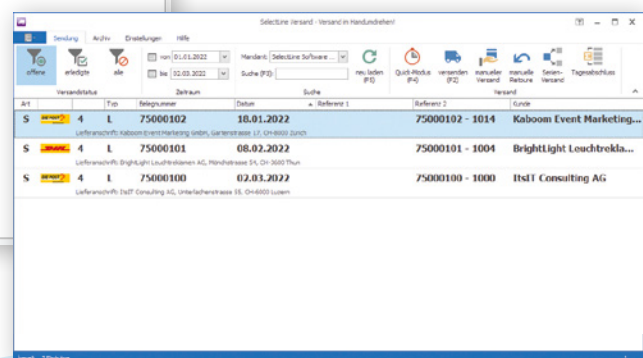 SelectLine Versand - Versand im Handumdrehen!
Sendung Archiv Einstellungen Hilfe
offene erledigte alle
von 01.01.2022
bis 02.03.2022
Mandant: SelectLine Software ...
Suche (F3):
neu laden (F5)
Quick-Modus (F4)
versenden (F2)
manueller Versand
manuelle Retoure
Serien-Versand
Tagesabschluss
Versandstatus Zeitraum Suche Versand
Art Typ Belegnummer Datum Referenz 1 Referenz 2 Kunde
S DIE POST 4 L 75000102 18.01.2022 75000102 - 1014 Kaboom Event Marketing...
Lieferanschrift: Kaboom Event Marketing GmbH, Gartenstrasse 17, CH-8000 Zürich
S DHL 4 L 75000101 08.02.2022 75000101 - 1004 BrightLight Leuchtrekla...
Lieferanschrift: BrightLight Leuchtreklamen AG, Mönchstrasse 54, CH-3600 Thun
S DIE POST 4 L 75000100 02.03.2022 75000100 - 1000 ItsIT Consulting AG
Lieferanschrift: ItsIT Consulting AG, Unterlachenstrasse 55, CH-6000 Luzern